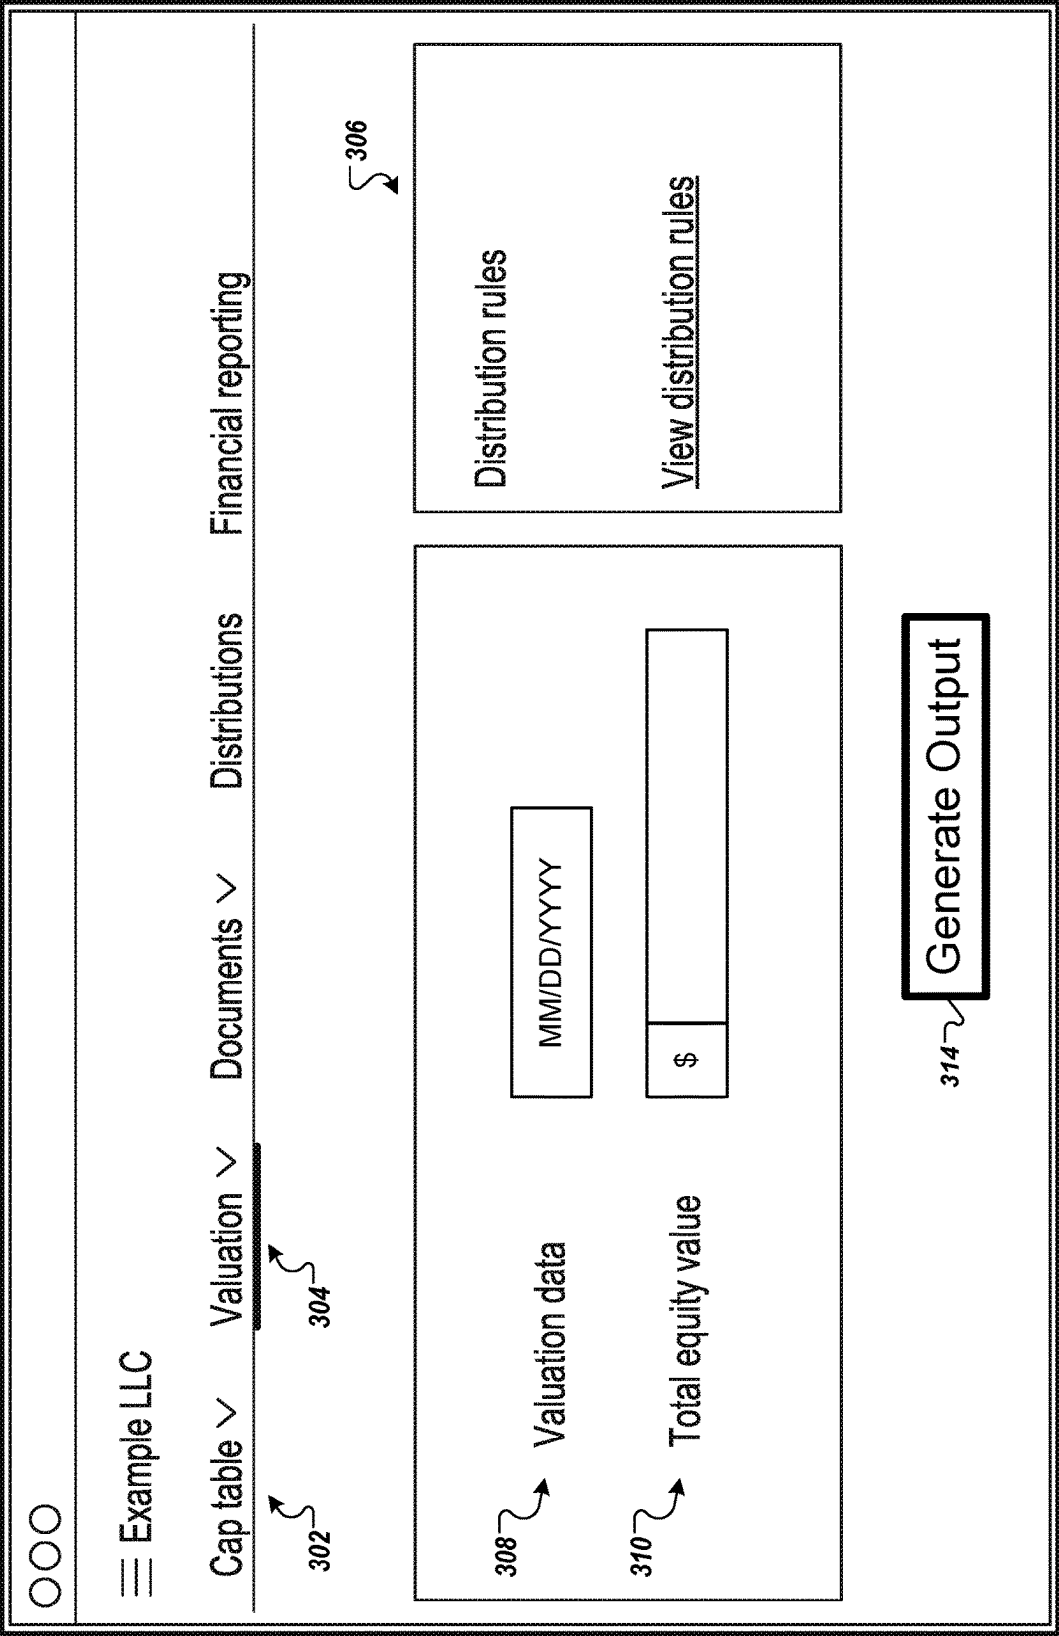 Example LLC
Cap table Valuation Documents Distributions Financial reporting
302
304
306
308
Valuation data
MM/DD/YYYY
310
Total equity value
$
Distribution rules
View distribution rules
314
Generate Output